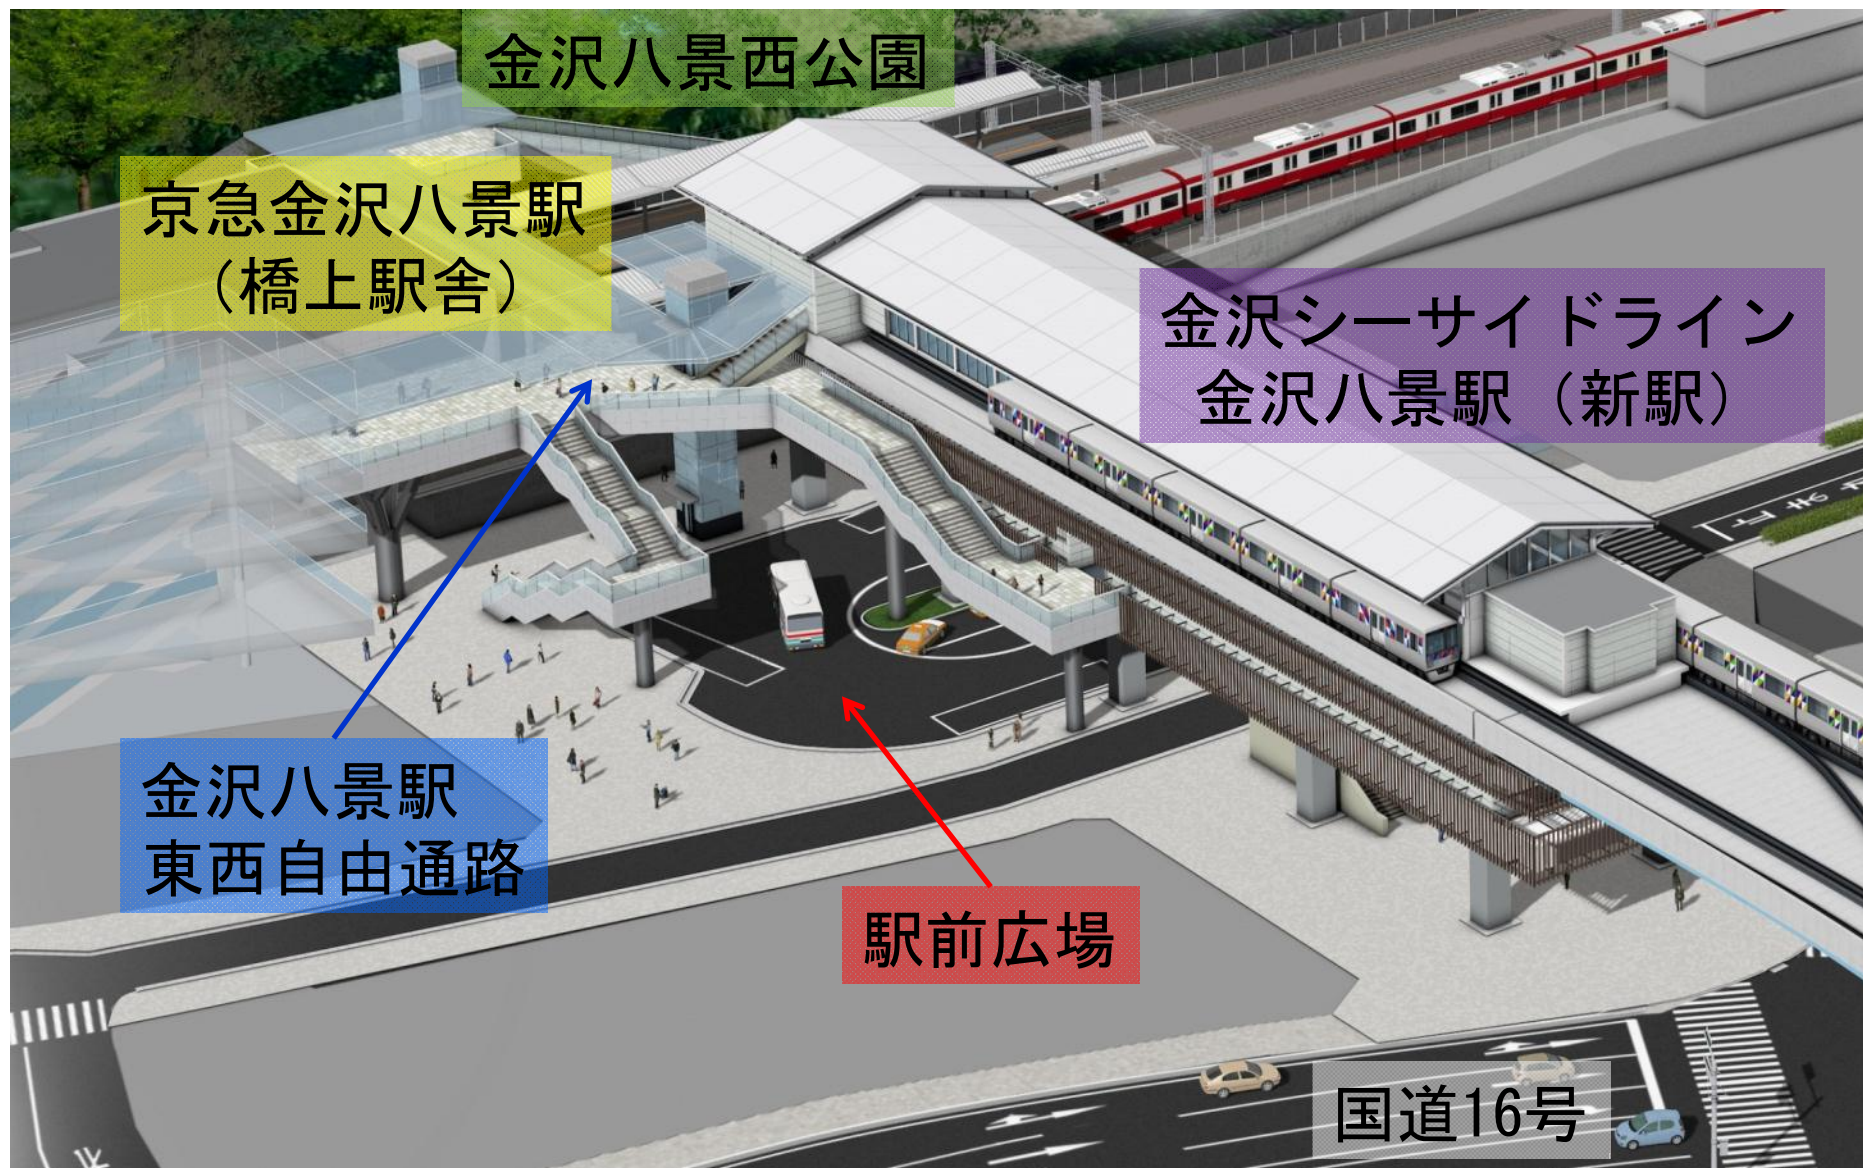 金沢八景西公園
京急金沢八景駅
（橋上駅舎）
金沢シーサイドライン
金沢八景駅（新駅）
金沢八景駅
東西自由通路
駅前広場
国道16号